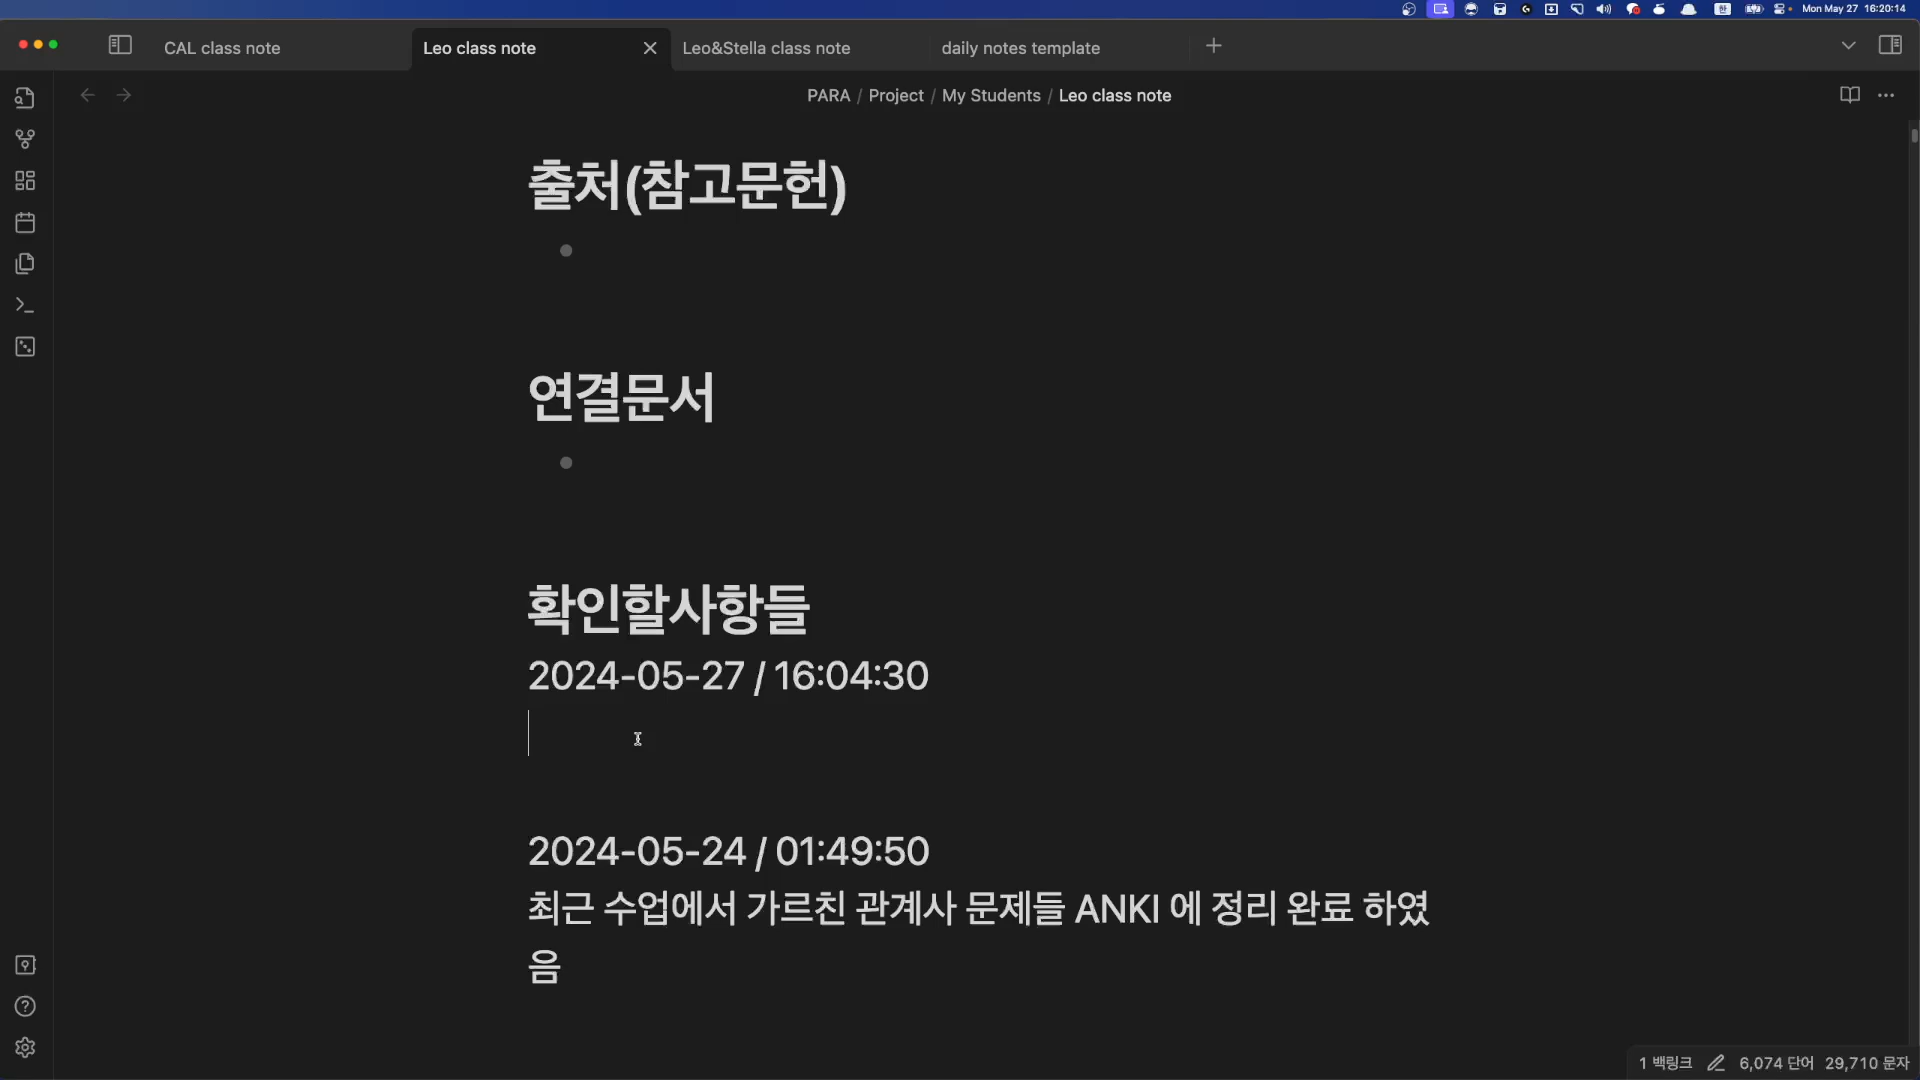 Mon May 27 16:20:14
CAL class note
Leo class note
Leo&Stella class note
daily notes template
PARA / Project / My Students / Leo class note
출처(참고문헌)
연결문서
확인할사항들
2024-05-27 / 16:04:30
2024-05-24 / 01:49:50
최근 수업에서 가르친 관계사 문제들 ANKI 에 정리 완료 하였
음
1 백링크 6,074 단어 29,710 문자